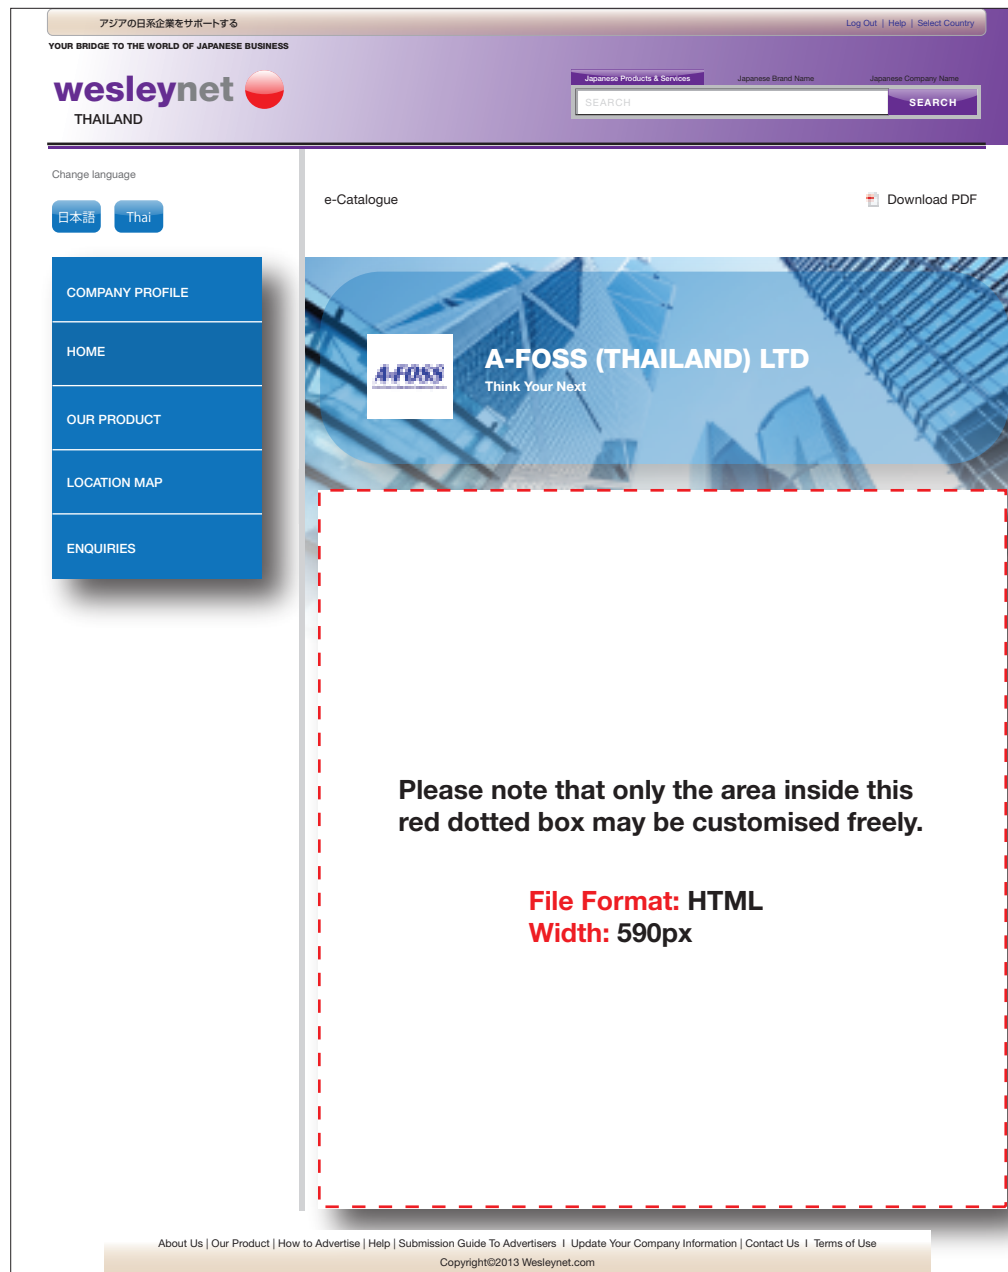 アジアの日系企業をサポートする
Log Out | Help | Select Country
YOUR BRIDGE TO THE WORLD OF JAPANESE BUSINESS
wesleynet
THAILAND
Japanese Products & Services
Japanese Brand Name
Japanese Company Name
SEARCH
SEARCH
Change language
日本語
Thai
e-Catalogue
Download PDF
COMPANY PROFILE
HOME
OUR PRODUCT
LOCATION MAP
ENQUIRIES
A-FOSS
A-FOSS (THAILAND) LTD
Think Your Next
Please note that only the area inside this
red dotted box may be customised freely.
File Format: HTML
Width: 590px
About Us | Our Product | How to Advertise | Help | Submission Guide To Advertisers I Update Your Company Information | Contact Us I Terms of Use
Copyright©2013 Wesleynet.com